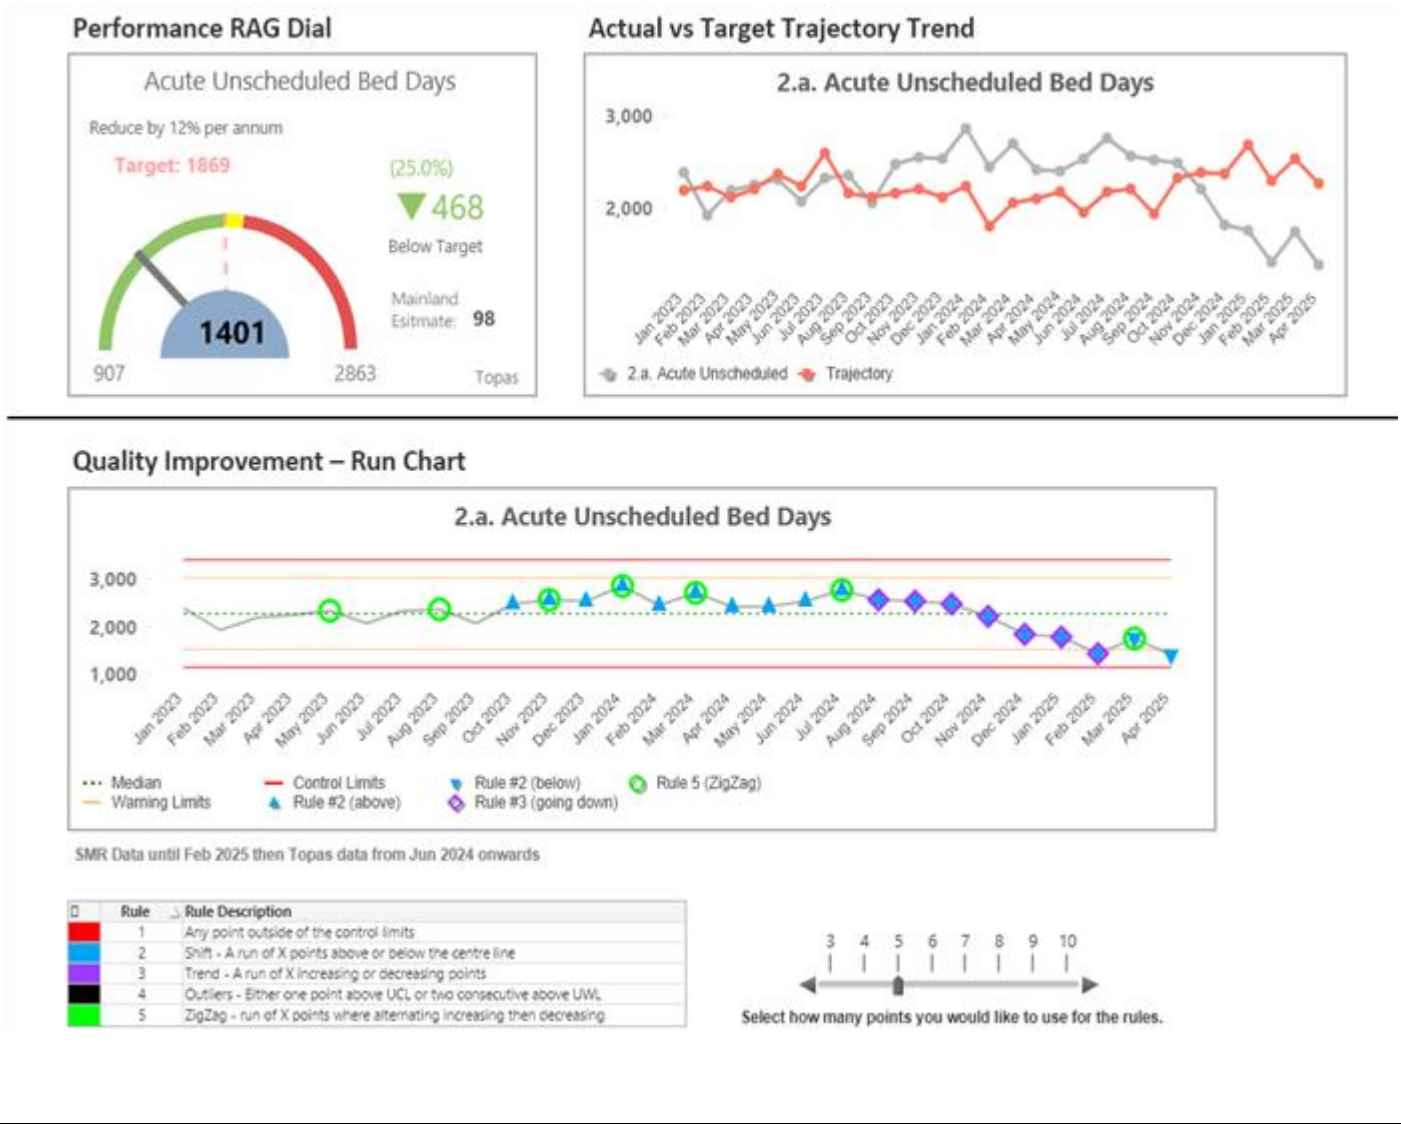 Performance RAG Dial
Actual vs Target Trajectory Trend
Acute Unscheduled Bed Days
Reduce by 12% per annum
Target: 1869
(25.0%)
▼468
Below Target
Mainland
Esitmate: 98
1401
907
2863
Topas
2.a. Acute Unscheduled Bed Days
3,000
2,000
Jan 2023
Feb 2023
Mar 2023
Apr 2023
May 2023
Jun 2023
Jul 2023
Aug 2023
Sep 2023
Oct 2023
Nov 2023
Dec 2023
Jan 2024
Feb 2024
Mar 2024
Apr 2024
May 2024
Jun 2024
Jul 2024
Aug 2024
Sep 2024
Oct 2024
Nov 2024
Dec 2024
Jan 2025
Feb 2025
Mar 2025
Apr 2025
2.a. Acute Unscheduled Trajectory
Quality Improvement – Run Chart
2.a. Acute Unscheduled Bed Days
3,000
2,000
1,000
Jan 2023
Feb 2023
Mar 2023
Apr 2023
May 2023
Jun 2023
Jul 2023
Aug 2023
Sep 2023
Oct 2023
Nov 2023
Dec 2023
Jan 2024
Feb 2024
Mar 2024
Apr 2024
May 2024
Jun 2024
Jul 2024
Aug 2024
Sep 2024
Oct 2024
Nov 2024
Dec 2024
Jan 2025
Feb 2025
Mar 2025
Apr 2025
Median Control Limits Rule #2 (below) Rule 5 (ZigZag)
Warning Limits Rule #2 (above) Rule #3 (going down)
SMR Data until Feb 2025 then Topas data from Jun 2024 onwards
Rule Rule Description
1 Any point outside of the control limits
2 Shift - A run of X points above or below the centre line
3 Trend - A run of X increasing or decreasing points
4 Outliers - Either one point above UCL or two consecutive above UWL
5 ZigZag - run of X points where alternating increasing then decreasing
3 4 5 6 7 8 9 10
Select how many points you would like to use for the rules.